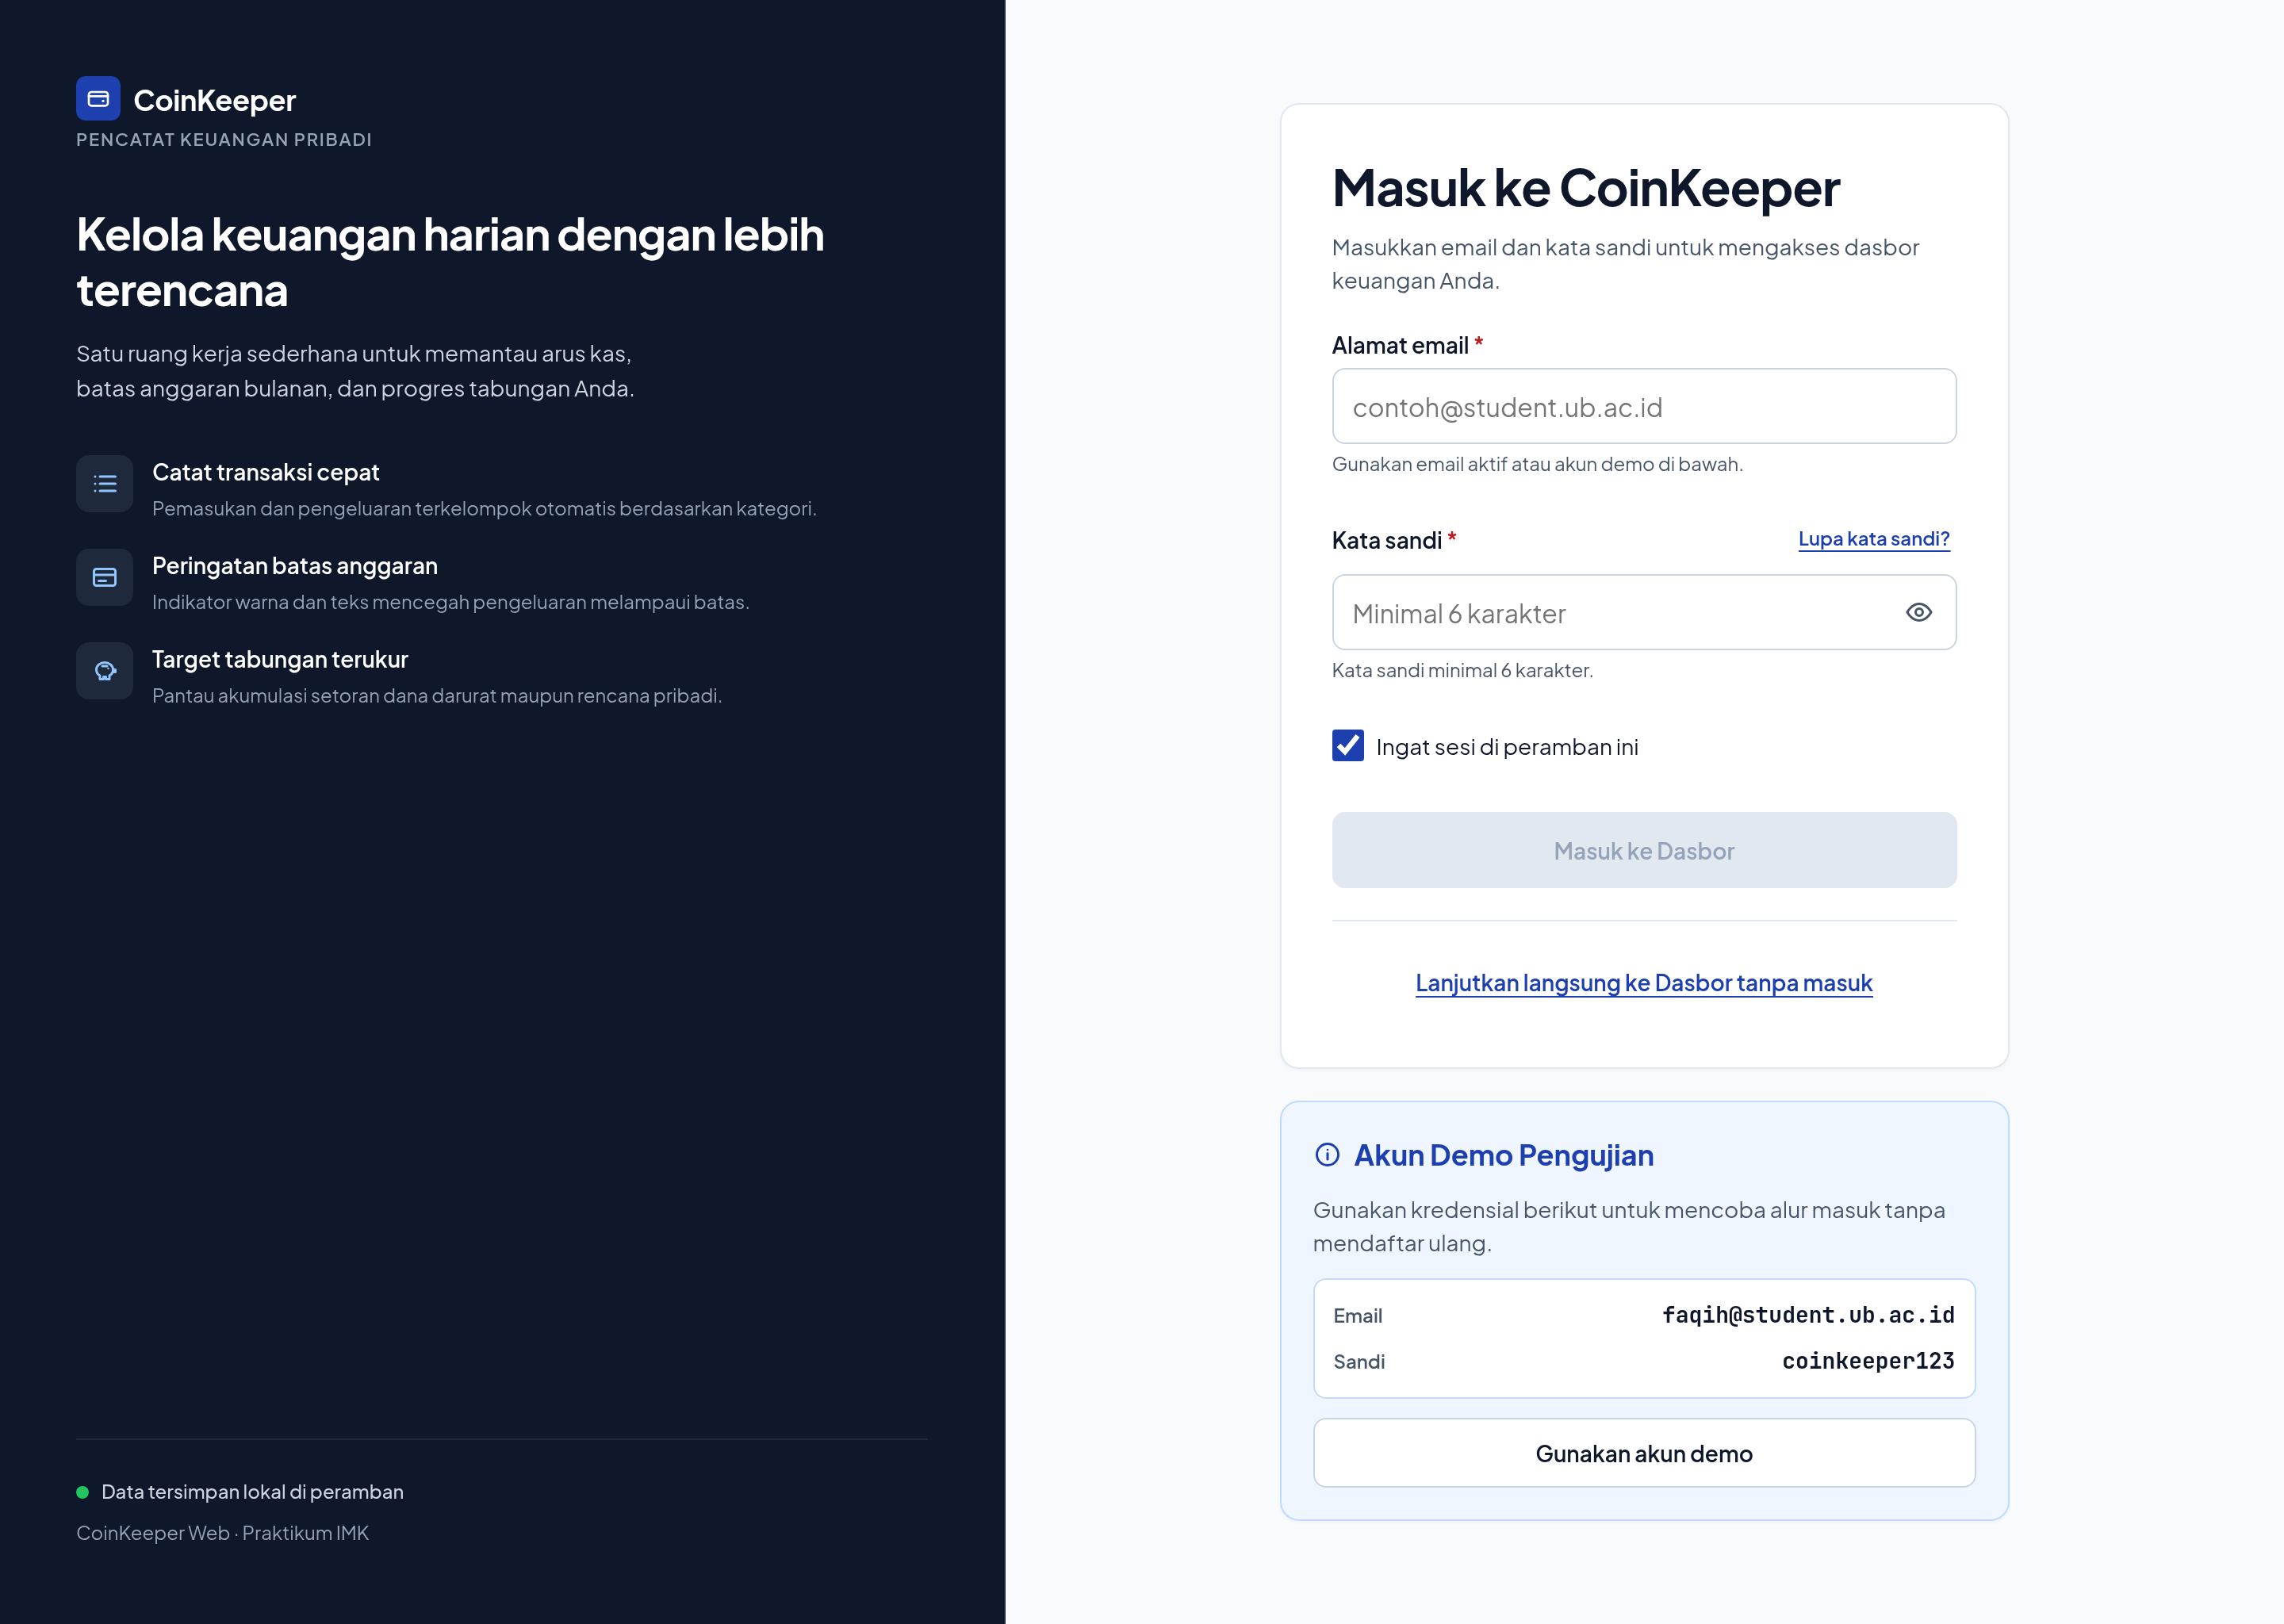 CoinKeeper
PENCATAT KEUANGAN PRIBADI
Kelola keuangan harian dengan lebih
terencana
Satu ruang kerja sederhana untuk memantau arus kas,
batas anggaran bulanan, dan progres tabungan Anda.
Catat transaksi cepat
Pemasukan dan pengeluaran terkelompok otomatis berdasarkan kategori.
Peringatan batas anggaran
Indikator warna dan teks mencegah pengeluaran melampaui batas.
Target tabungan terukur
Pantau akumulasi setoran dana darurat maupun rencana pribadi.
Data tersimpan lokal di peramban
CoinKeeper Web · Praktikum IMK
Masuk ke CoinKeeper
Masukkan email dan kata sandi untuk mengakses dasbor
keuangan Anda.
Alamat email *
contoh@student.ub.ac.id
Gunakan email aktif atau akun demo di bawah.
Kata sandi *
Lupa kata sandi?
Minimal 6 karakter
Kata sandi minimal 6 karakter.
Ingat sesi di peramban ini
Masuk ke Dasbor
Lanjutkan langsung ke Dasbor tanpa masuk
Akun Demo Pengujian
Gunakan kredensial berikut untuk mencoba alur masuk tanpa
mendaftar ulang.
Email faqih@student.ub.ac.id
Sandi coinkeeper123
Gunakan akun demo